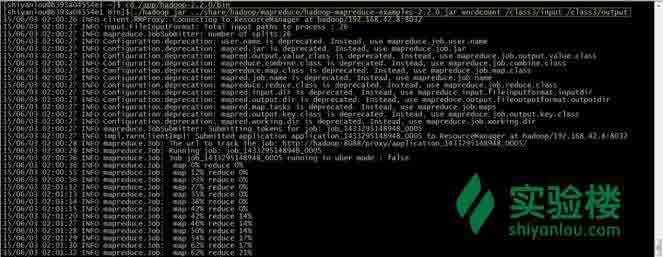 [shiyanlou@b393a04554e1 ~]$ cd /app/hadoop-2.2.0/bin
[shiyanlou@b393a04554e1 bin]$ ./hadoop jar ../share/hadoop/mapreduce/hadoop-mapreduce-examples-2.2.0.jar wordcount /class3/input /class3/output
15/06/03 02:00:26 INFO client.RMProxy: Connecting to ResourceManager at hadoop/192.168.42.8:8032
15/06/03 02:00:27 INFO input.FileInputFormat: Total input paths to process : 26
15/06/03 02:00:27 INFO mapreduce.JobSubmitter: number of splits:26
15/06/03 02:00:27 INFO Configuration.deprecation: user.name is deprecated. Instead, use mapreduce.job.user.name
15/06/03 02:00:27 INFO Configuration.deprecation: mapred.jar is deprecated. Instead, use mapreduce.job.jar
15/06/03 02:00:27 INFO Configuration.deprecation: mapred.output.value.class is deprecated. Instead, use mapreduce.job.output.value.class
15/06/03 02:00:27 INFO Configuration.deprecation: mapreduce.combine.class is deprecated. Instead, use mapreduce.job.combine.class
15/06/03 02:00:27 INFO Configuration.deprecation: mapreduce.map.class is deprecated. Instead, use mapreduce.job.map.class
15/06/03 02:00:27 INFO Configuration.deprecation: mapred.job.name is deprecated. Instead, use mapreduce.job.name
15/06/03 02:00:27 INFO Configuration.deprecation: mapreduce.reduce.class is deprecated. Instead, use mapreduce.job.reduce.class
15/06/03 02:00:27 INFO Configuration.deprecation: mapred.input.dir is deprecated. Instead, use mapreduce.input.fileinputformat.inputdir
15/06/03 02:00:27 INFO Configuration.deprecation: mapred.output.dir is deprecated. Instead, use mapreduce.output.fileoutputformat.outputdir
15/06/03 02:00:27 INFO Configuration.deprecation: mapred.map.tasks is deprecated. Instead, use mapreduce.job.maps
15/06/03 02:00:27 INFO Configuration.deprecation: mapred.output.key.class is deprecated. Instead, use mapreduce.job.output.key.class
15/06/03 02:00:27 INFO Configuration.deprecation: mapred.working.dir is deprecated. Instead, use mapreduce.job.working.dir
15/06/03 02:00:27 INFO mapreduce.JobSubmitter: Submitting tokens for job: job_1433295148948_0005
15/06/03 02:00:27 INFO impl.YarnClientImpl: Submitted application application_1433295148948_0005 to ResourceManager at hadoop/192.168.42.8:8032
15/06/03 02:00:28 INFO mapreduce.Job: The url to track the job: http://hadoop:8088/proxy/application_1433295148948_0005/
15/06/03 02:00:28 INFO mapreduce.Job: Running job: job_1433295148948_0005
15/06/03 02:00:36 INFO mapreduce.Job: Job job_1433295148948_0005 running in uber mode : false
15/06/03 02:00:36 INFO mapreduce.Job: map 0% reduce 0%
15/06/03 02:00:56 INFO mapreduce.Job: map 12% reduce 0%
15/06/03 02:00:58 INFO mapreduce.Job: map 23% reduce 0%
15/06/03 02:01:12 INFO mapreduce.Job: map 27% reduce 0%
15/06/03 02:01:13 INFO mapreduce.Job: map 35% reduce 0%
15/06/03 02:01:14 INFO mapreduce.Job: map 38% reduce 0%
15/06/03 02:01:15 INFO mapreduce.Job: map 42% reduce 0%
15/06/03 02:01:20 INFO mapreduce.Job: map 42% reduce 14%
15/06/03 02:01:27 INFO mapreduce.Job: map 46% reduce 14%
15/06/03 02:01:28 INFO mapreduce.Job: map 50% reduce 14%
15/06/03 02:01:29 INFO mapreduce.Job: map 54% reduce 17%
15/06/03 02:01:30 INFO mapreduce.Job: map 62% reduce 17%
15/06/03 02:01:32 INFO mapreduce.Job: map 62% reduce 21%
实验楼
shiyanlou.com